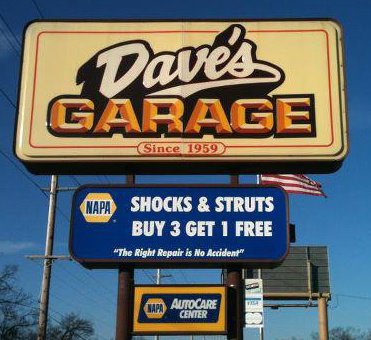 Dave's
GARAGE
Since 1959
NAPA
SHOCKS & STRUTS
BUY 3 GET 1 FREE
"The Right Repair is No Accident"
NAPA
AUTOCARE
CENTER
VISA